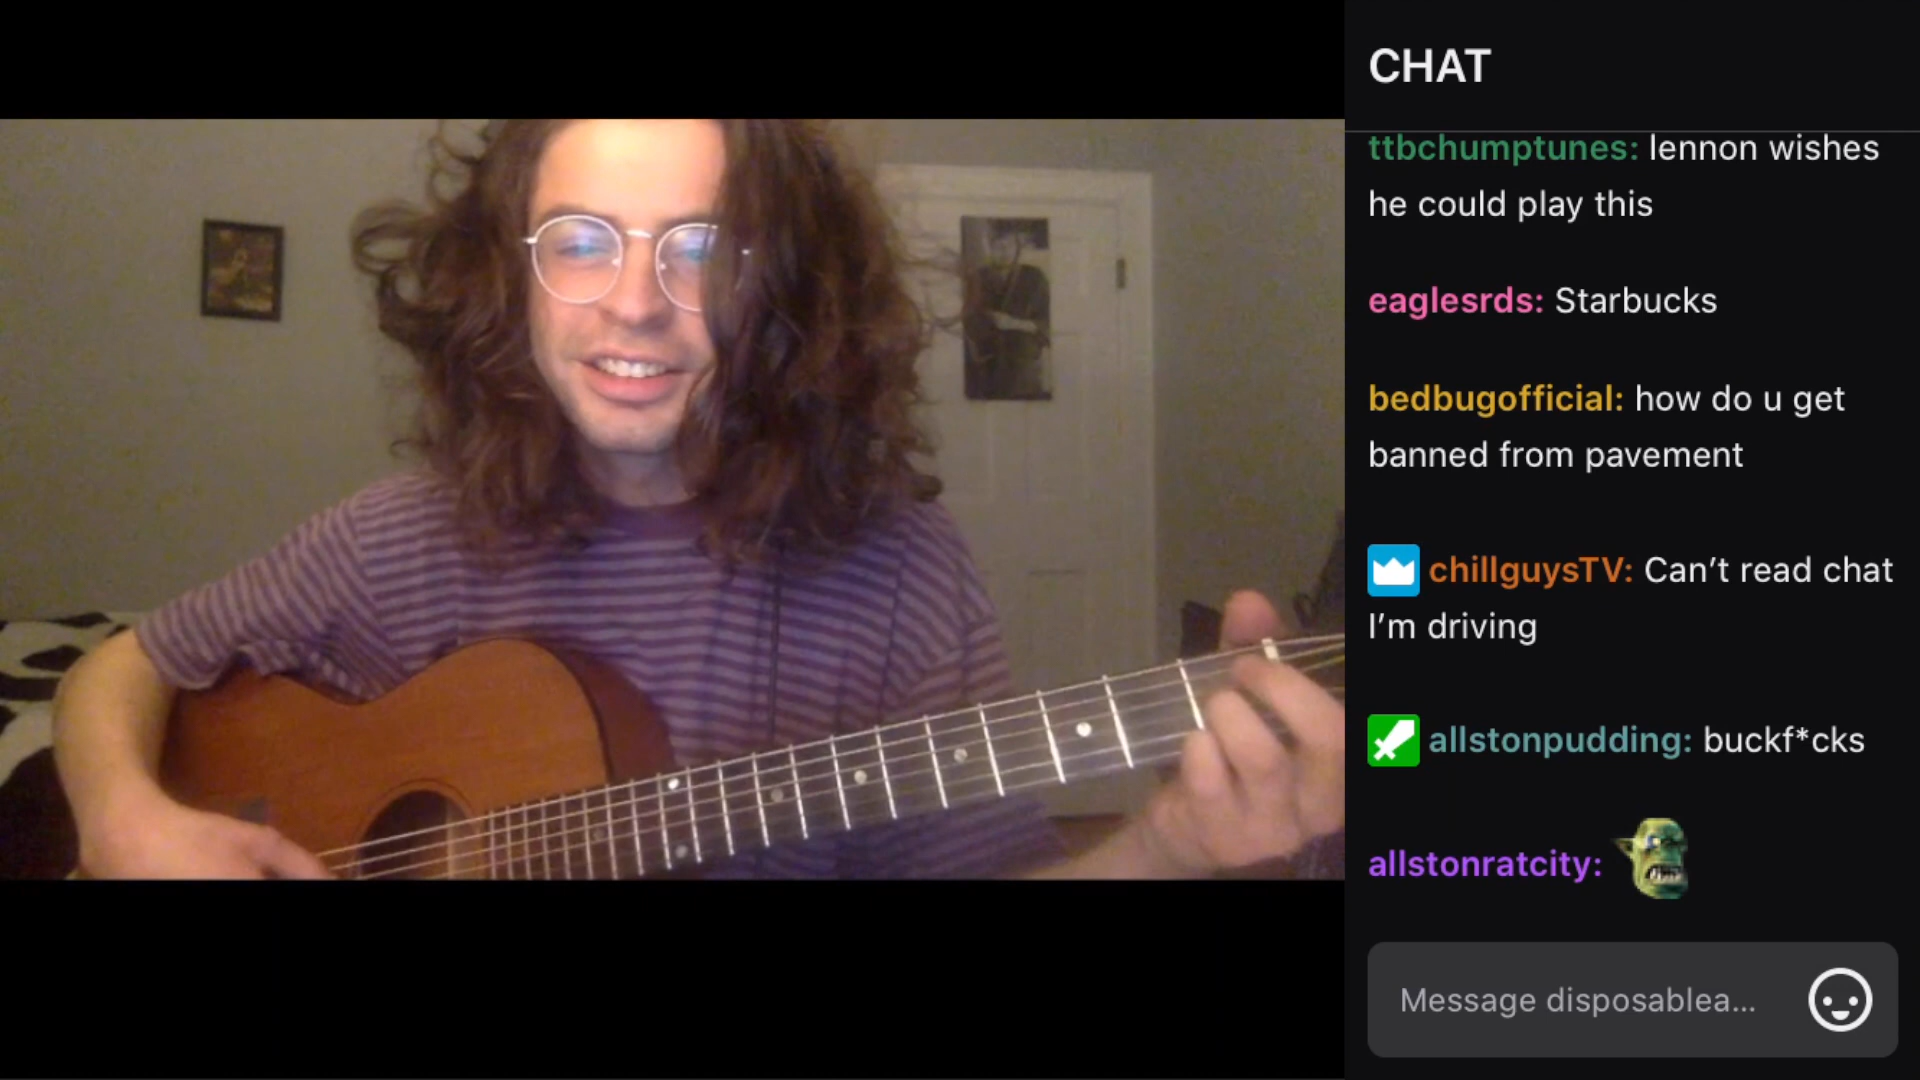 CHAT
ttbchumptunes: lennon wishes
he could play this
eaglesrds: Starbucks
bedbugofficial: how do u get
banned from pavement
chillguysTV: Can’t read chat
I’m driving
allstonpudding: buckf*cks
allstonratcity:
Message disposablea...